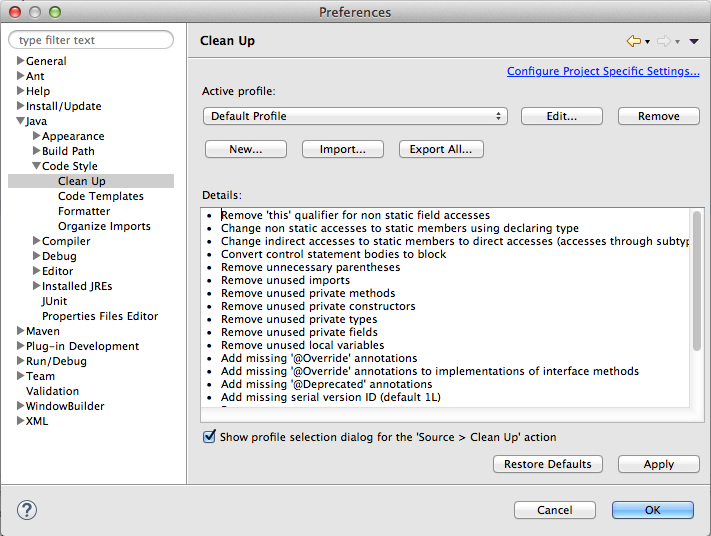 Preferences
type filter text
General
Ant
Help
Install/Update
Java
Appearance
Build Path
Code Style
Clean Up
Code Templates
Formatter
Organize Imports
Compiler
Debug
Editor
Installed JREs
JUnit
Properties Files Editor
Maven
Plug-in Development
Run/Debug
Team
Validation
WindowBuilder
XML
Clean Up
Configure Project Specific Settings...
Active profile:
Default Profile
Edit...
Remove
New...
Import...
Export All...
Details:
• Remove 'this' qualifier for non static field accesses
• Change non static accesses to static members using declaring type
• Change indirect accesses to static members to direct accesses (accesses through subtyp
• Convert control statement bodies to block
• Remove unnecessary parentheses
• Remove unused imports
• Remove unused private methods
• Remove unused private constructors
• Remove unused private types
• Remove unused private fields
• Remove unused local variables
• Add missing '@Override' annotations
• Add missing '@Override' annotations to implementations of interface methods
• Add missing '@Deprecated' annotations
• Add missing serial version ID (default 1L)
Show profile selection dialog for the 'Source > Clean Up' action
Restore Defaults
Apply
?
Cancel
OK